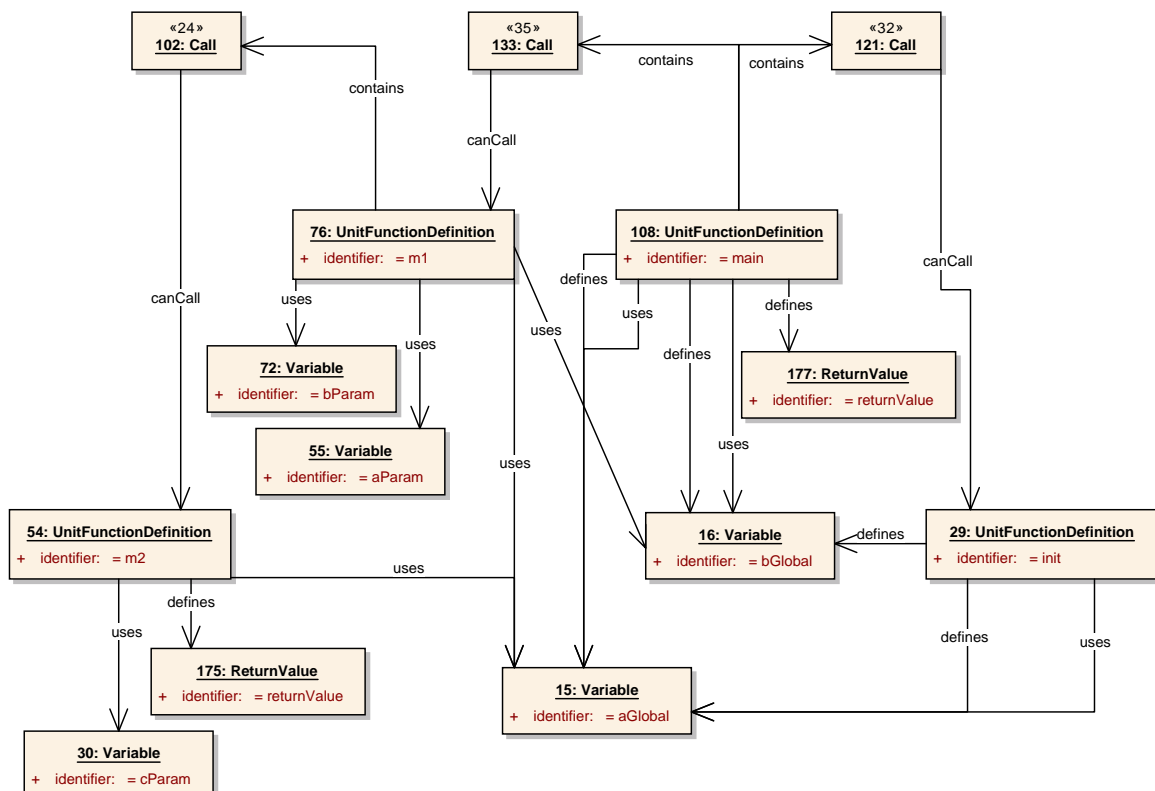 «24»
102: Call
«35»
133: Call
«32»
121: Call
contains
contains
contains
canCall
76: UnitFunctionDefinition
+ identifier: = m1
108: UnitFunctionDefinition
+ identifier: = main
canCall
defines
canCall
uses
uses
defines
uses
uses
defines
72: Variable
+ identifier: = bParam
177: ReturnValue
+ identifier: = returnValue
55: Variable
+ identifier: = aParam
uses
uses
54: UnitFunctionDefinition
+ identifier: = m2
16: Variable
+ identifier: = bGlobal
defines
29: UnitFunctionDefinition
+ identifier: = init
uses
defines
uses
defines
uses
175: ReturnValue
+ identifier: = returnValue
15: Variable
+ identifier: = aGlobal
30: Variable
+ identifier: = cParam